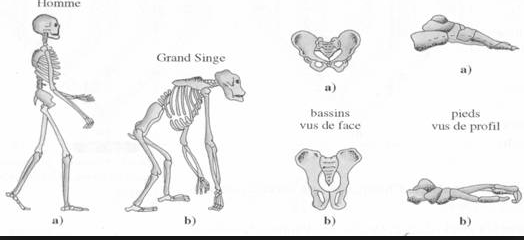 Homme
Grand Singe
a)
b)
a)
bassins
vus de face
b)
a)
pieds
vus de profil
b)